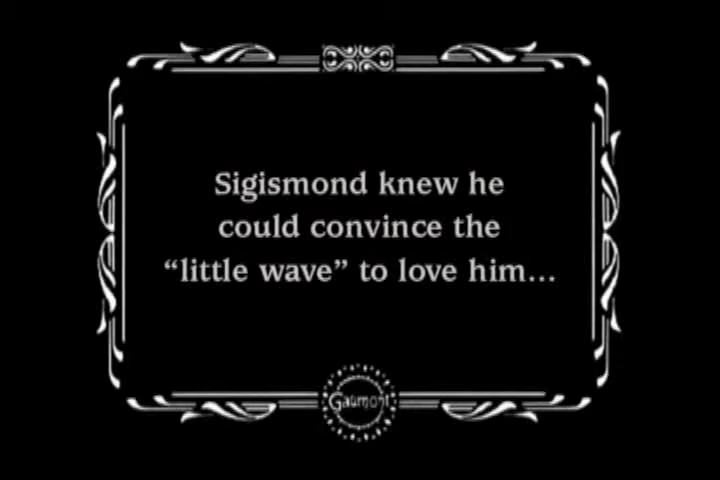 Sigismond knew he
could convince the
“little wave” to love him...
Gaumont